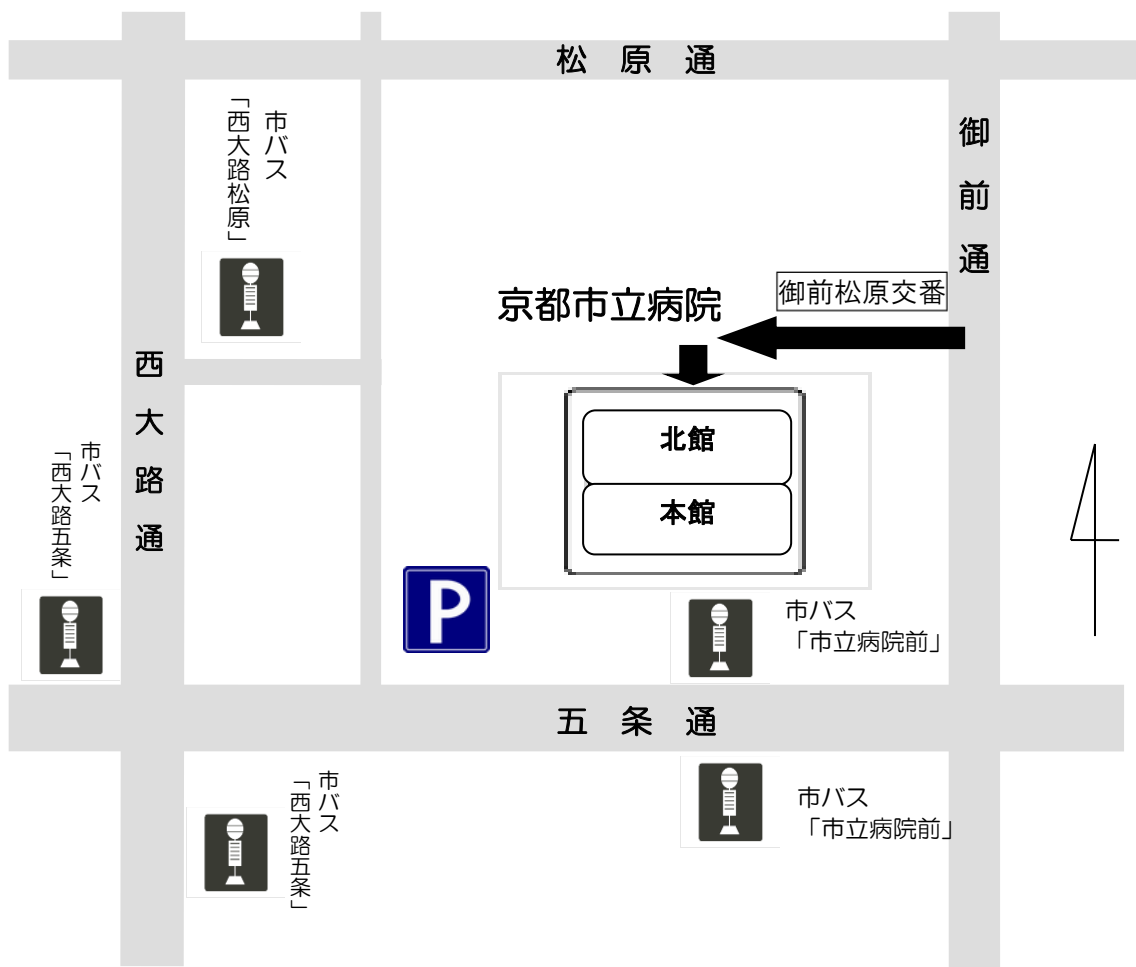 松原通
市バス
「西大路松原」
御前通
御前松原交番
京都市立病院
西大路通
北館
本館
市バス
「西大路五条」
P
市バス
「市立病院前」
五条通
市バス
「西大路五条」
市バス
「市立病院前」